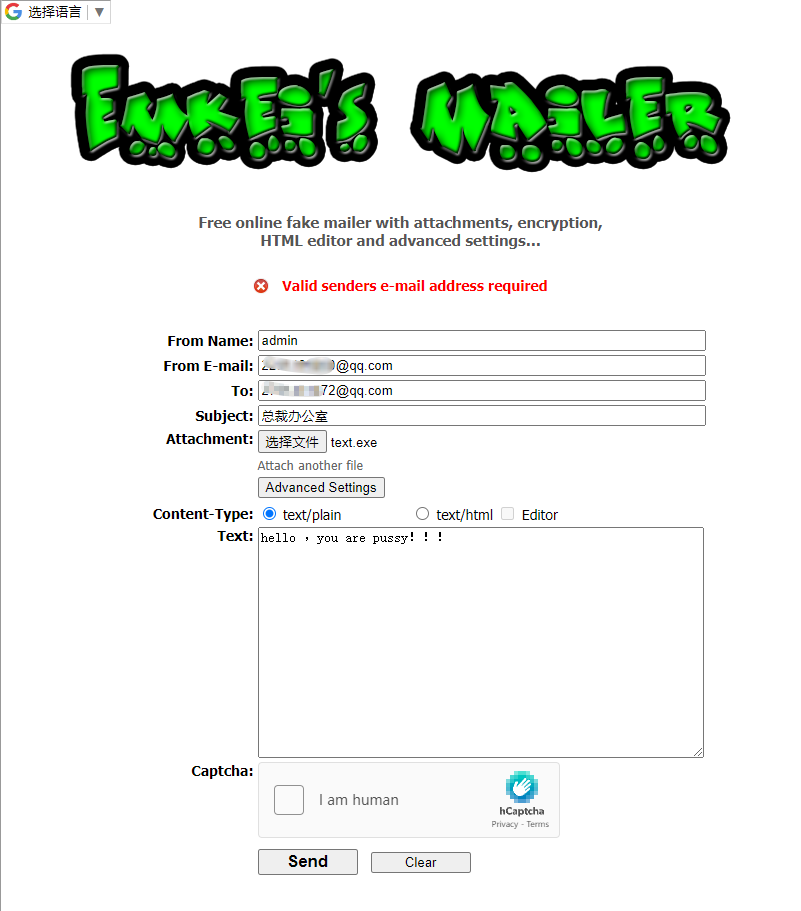 选择语言 ▼
Emkei's Mailer
Free online fake mailer with attachments, encryption,
HTML editor and advanced settings...
Valid senders e-mail address required
From Name: admin
From E-mail: @qq.com
To: 72@qq.com
Subject: 总裁办公室
Attachment: 选择文件 text.exe
Attach another file
Advanced Settings
Content-Type: text/plain text/html Editor
Text: hello , you are pussy! ! !
Captcha: I am human
hCaptcha
Privacy - Terms
Send Clear